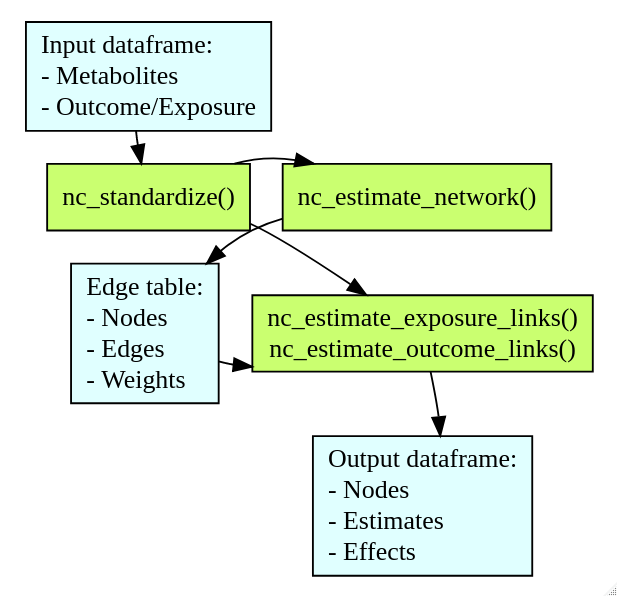 Input dataframe:
- Metabolites
- Outcome/Exposure
nc_standardize()
nc_estimate_network()
Edge table:
- Nodes
- Edges
- Weights
nc_estimate_exposure_links()
nc_estimate_outcome_links()
Output dataframe:
- Nodes
- Estimates
- Effects